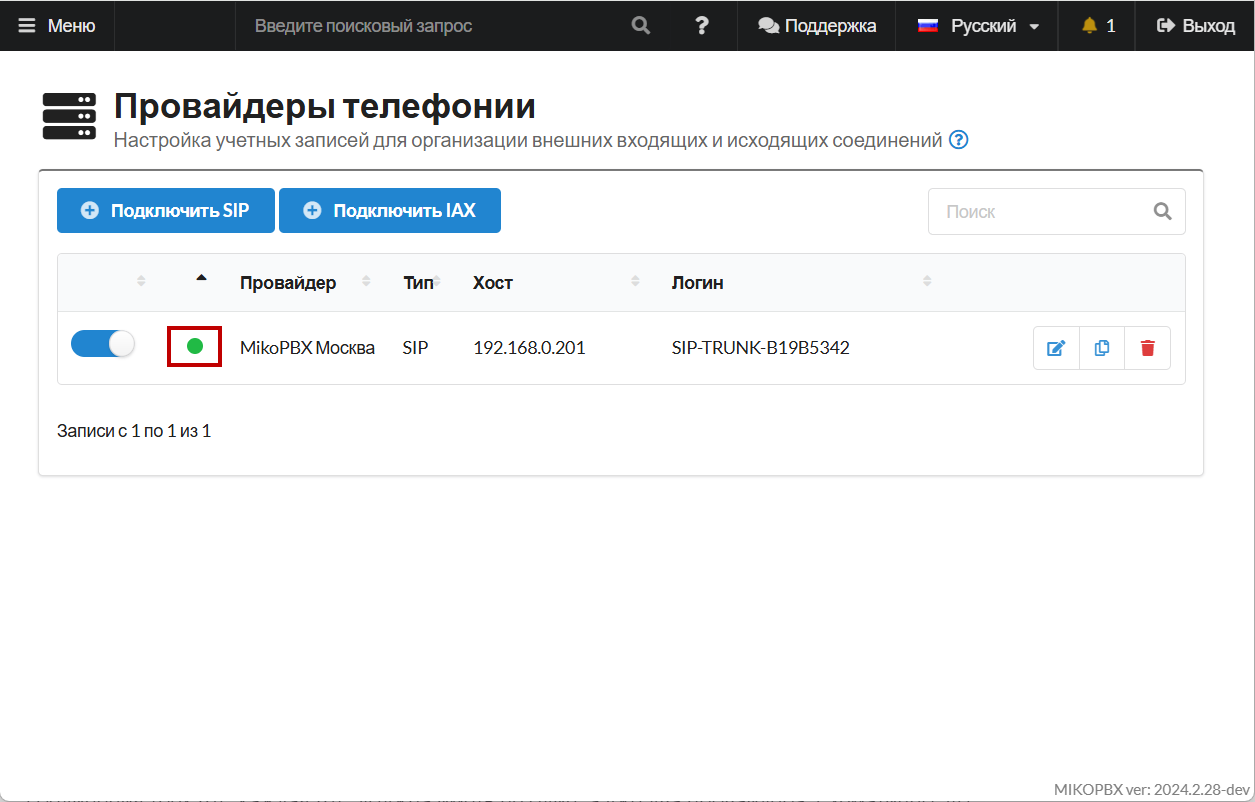 Меню Введите поисковый запрос ? Поддержка Русский 1 Выход
Провайдеры телефонии
Настройка учетных записей для организации внешних входящих и исходящих соединений ?
Подключить SIP Подключить IAX Поиск
Провайдер Тип Хост Логин
MikoPBX Москва SIP 192.168.0.201 SIP-TRUNK-B19B5342
Записи с 1 по 1 из 1
MIKOPBX ver: 2024.2.28-dev